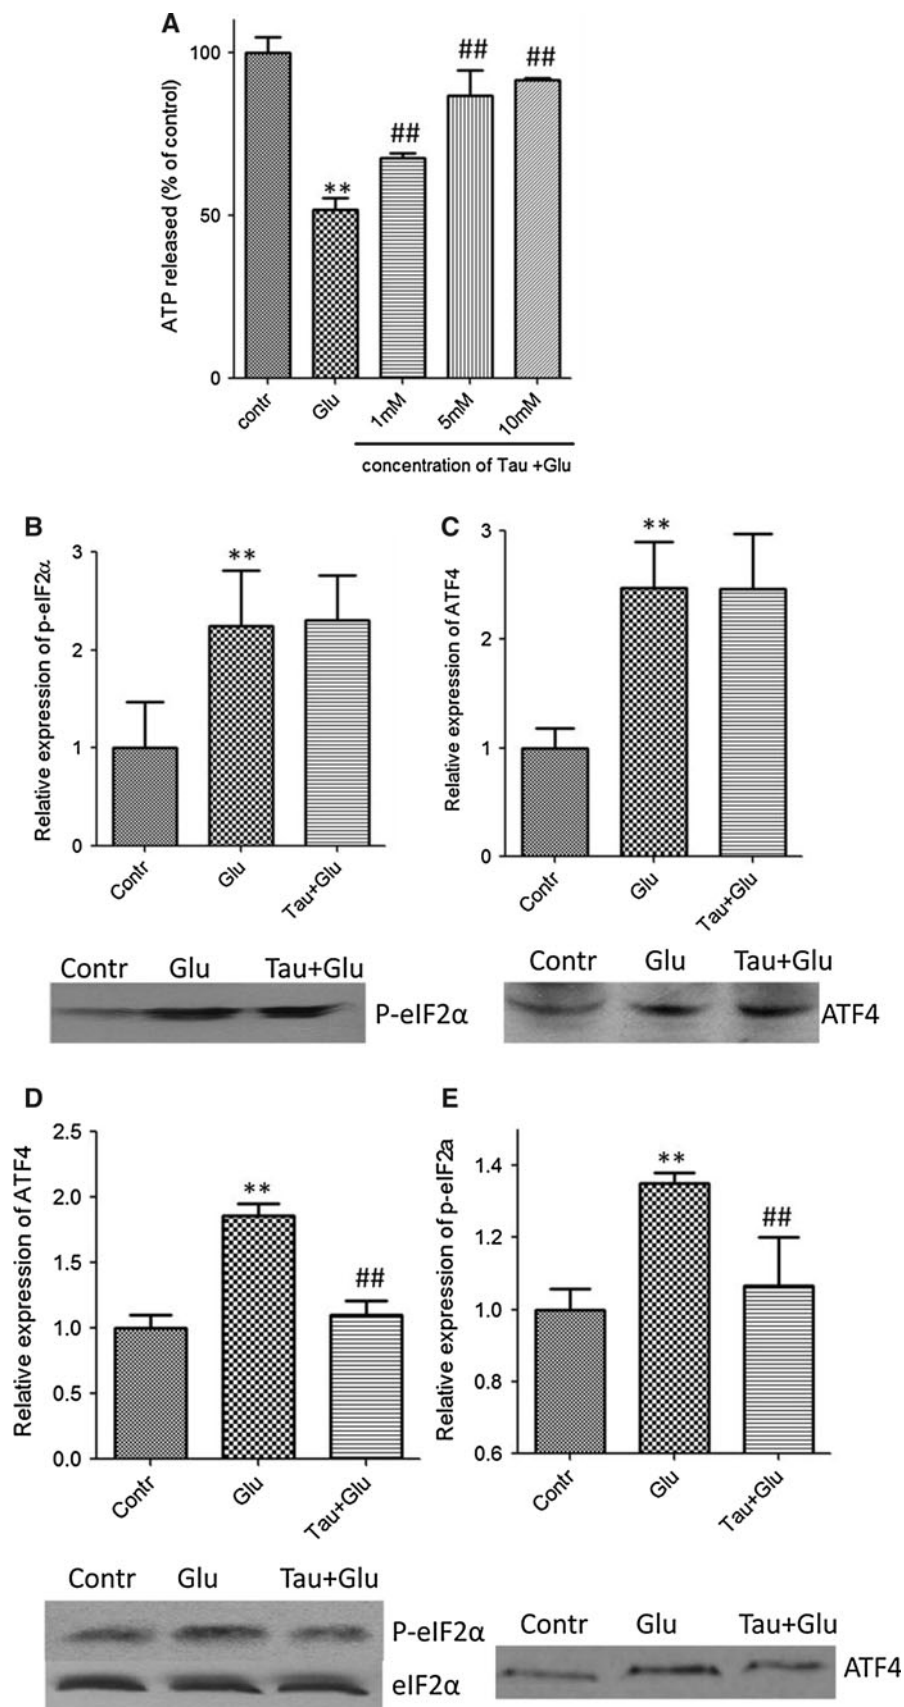 A
ATP released (% of control)
100
50
0
##
##
##
**
contr
Glu
1mM
5mM
10mM
concentration of Tau +Glu
B
Relative expression of p-eIF2α
3
2
1
0
**
Contr
Glu
Tau+Glu
Contr Glu Tau+Glu
P-eIF2α
C
Relative expression of ATF4
3
2
1
0
**
Contr
Glu
Tau+Glu
Contr Glu Tau+Glu
ATF4
D
Relative expression of ATF4
2.5
2.0
1.5
1.0
0.5
0.0
**
##
Contr
Glu
Tau+Glu
Contr Glu Tau+Glu
P-eIF2α
eIF2α
E
Relative expression of p-eIF2a
1.4
1.2
1.0
0.8
0.6
**
##
Contr
Glu
Tau+Glu
Contr Glu Tau+Glu
ATF4